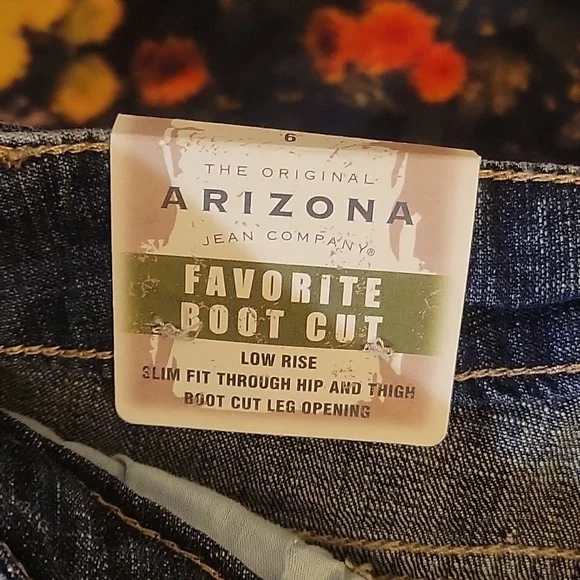 6
THE ORIGINAL
ARIZONA
JEAN COMPANY®
FAVORITE
BOOT CUT
LOW RISE
SLIM FIT THROUGH HIP AND THIGH
BOOT CUT LEG OPENING